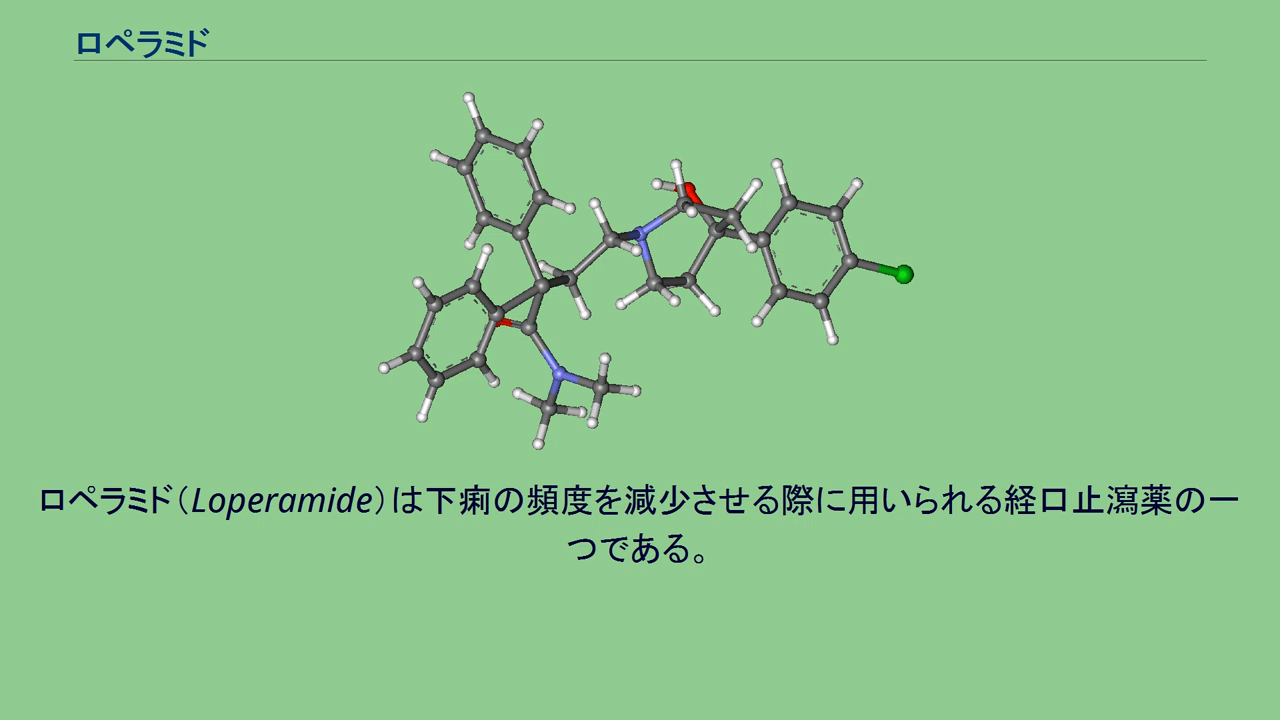 ロペラミド
ロペラミド（Loperamide）は下痢の頻度を減少させる際に用いられる経口止瀉薬の一
つである。